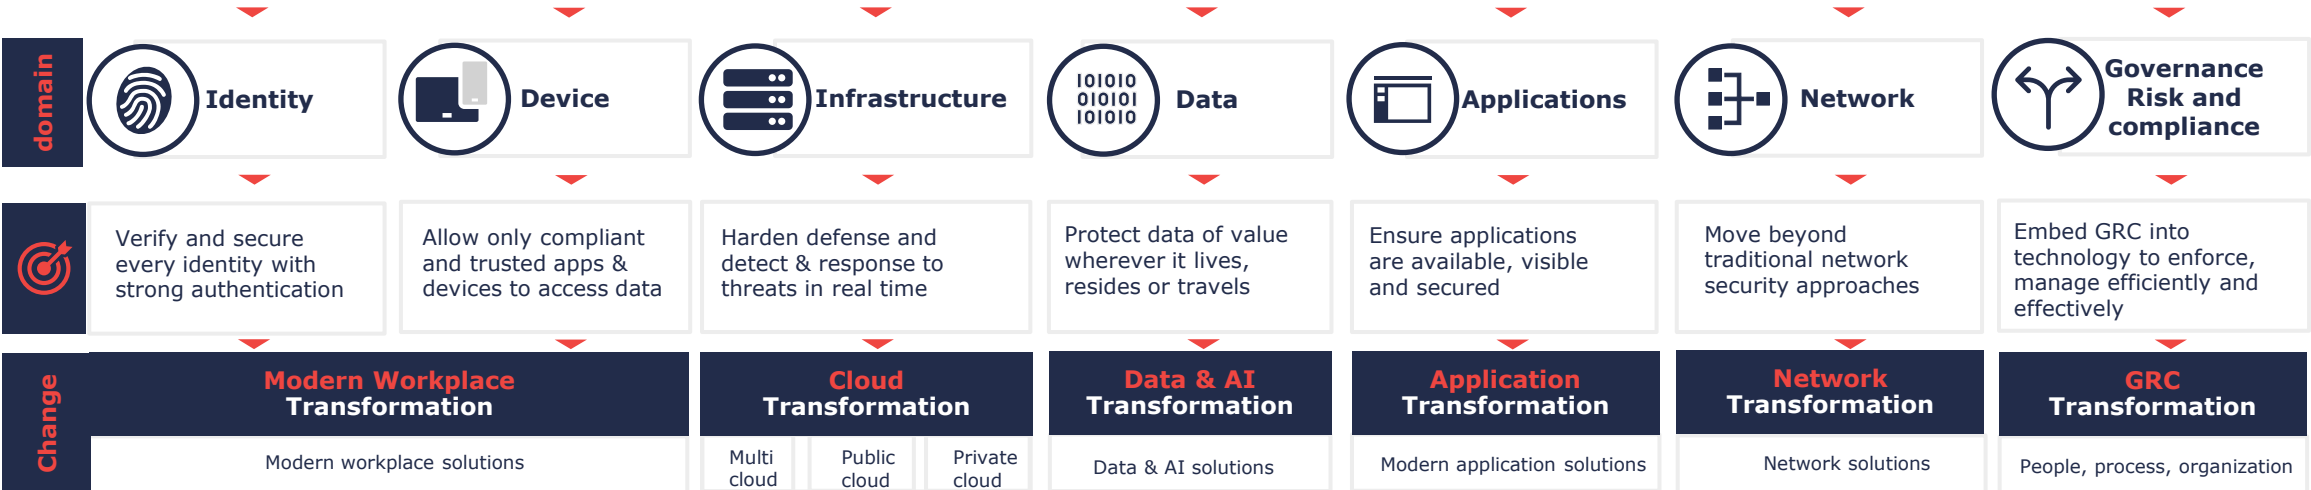 domain
Identity
Device
Infrastructure
101010
010101
101010
Data
Applications
Network
Governance
Risk and
compliance
Verify and secure
every identity with
strong authentication
Allow only compliant
and trusted apps &
devices to access data
Harden defense and
detect & response to
threats in real time
Protect data of value
wherever it lives,
resides or travels
Ensure applications
are available, visible
and secured
Move beyond
traditional network
security approaches
Embed GRC into
technology to enforce,
manage efficiently and
effectively
Change
Modern Workplace
Transformation
Modern workplace solutions
Cloud
Transformation
Multi
cloud
Public
cloud
Private
cloud
Data & AI
Transformation
Data & AI solutions
Application
Transformation
Modern application solutions
Network
Transformation
Network solutions
GRC
Transformation
People, process, organization